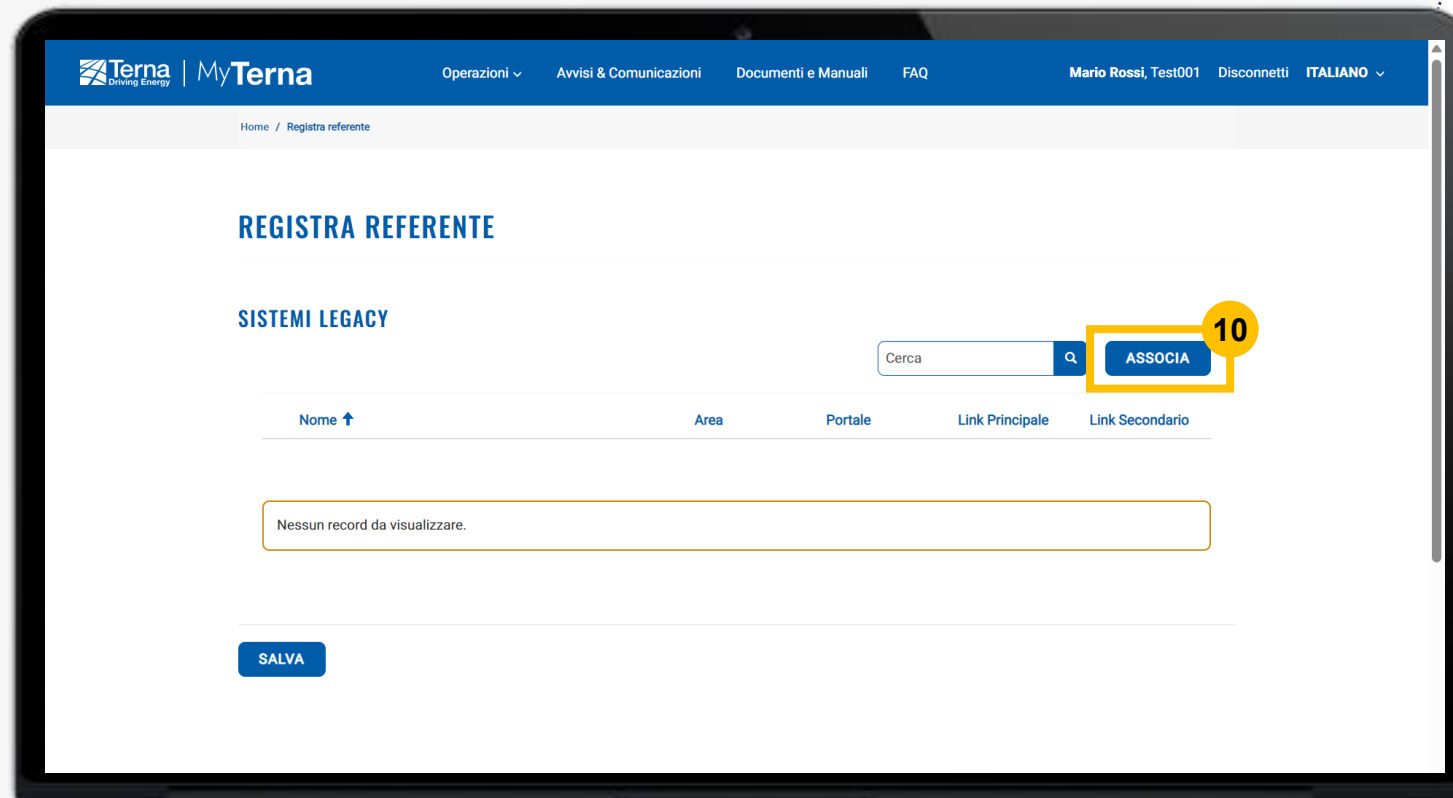 Terna Driving Energy | MyTerna Operazioni Avvisi & Comunicazioni Documenti e Manuali FAQ Mario Rossi, Test001 Disconnetti ITALIANO
Home / Registra referente
REGISTRA REFERENTE
SISTEMI LEGACY
10
Cerca ASSOCIA
Nome Area Portale Link Principale Link Secondario
Nessun record da visualizzare.
SALVA